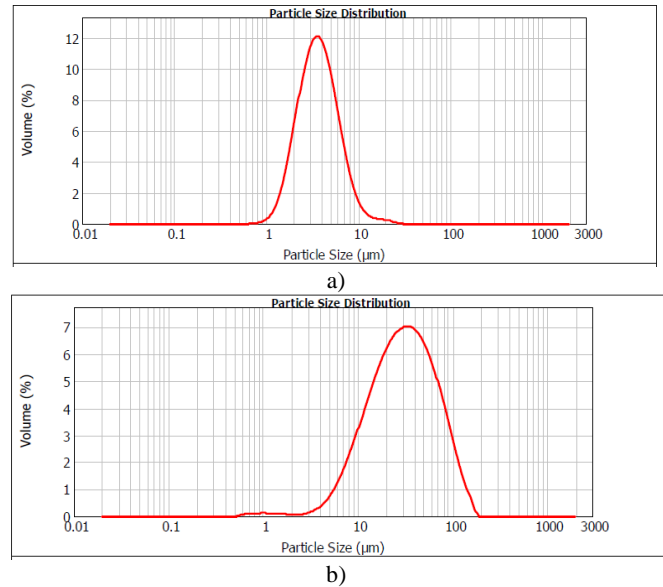 Particle Size Distribution
12
10
8
6
4
2
0
Volume (%)
0.01 0.1 1 10 100 1000 3000
Particle Size (µm)
a)
Particle Size Distribution
7
6
5
4
3
2
1
0
Volume (%)
0.01 0.1 1 10 100 1000 3000
Particle Size (µm)
b)